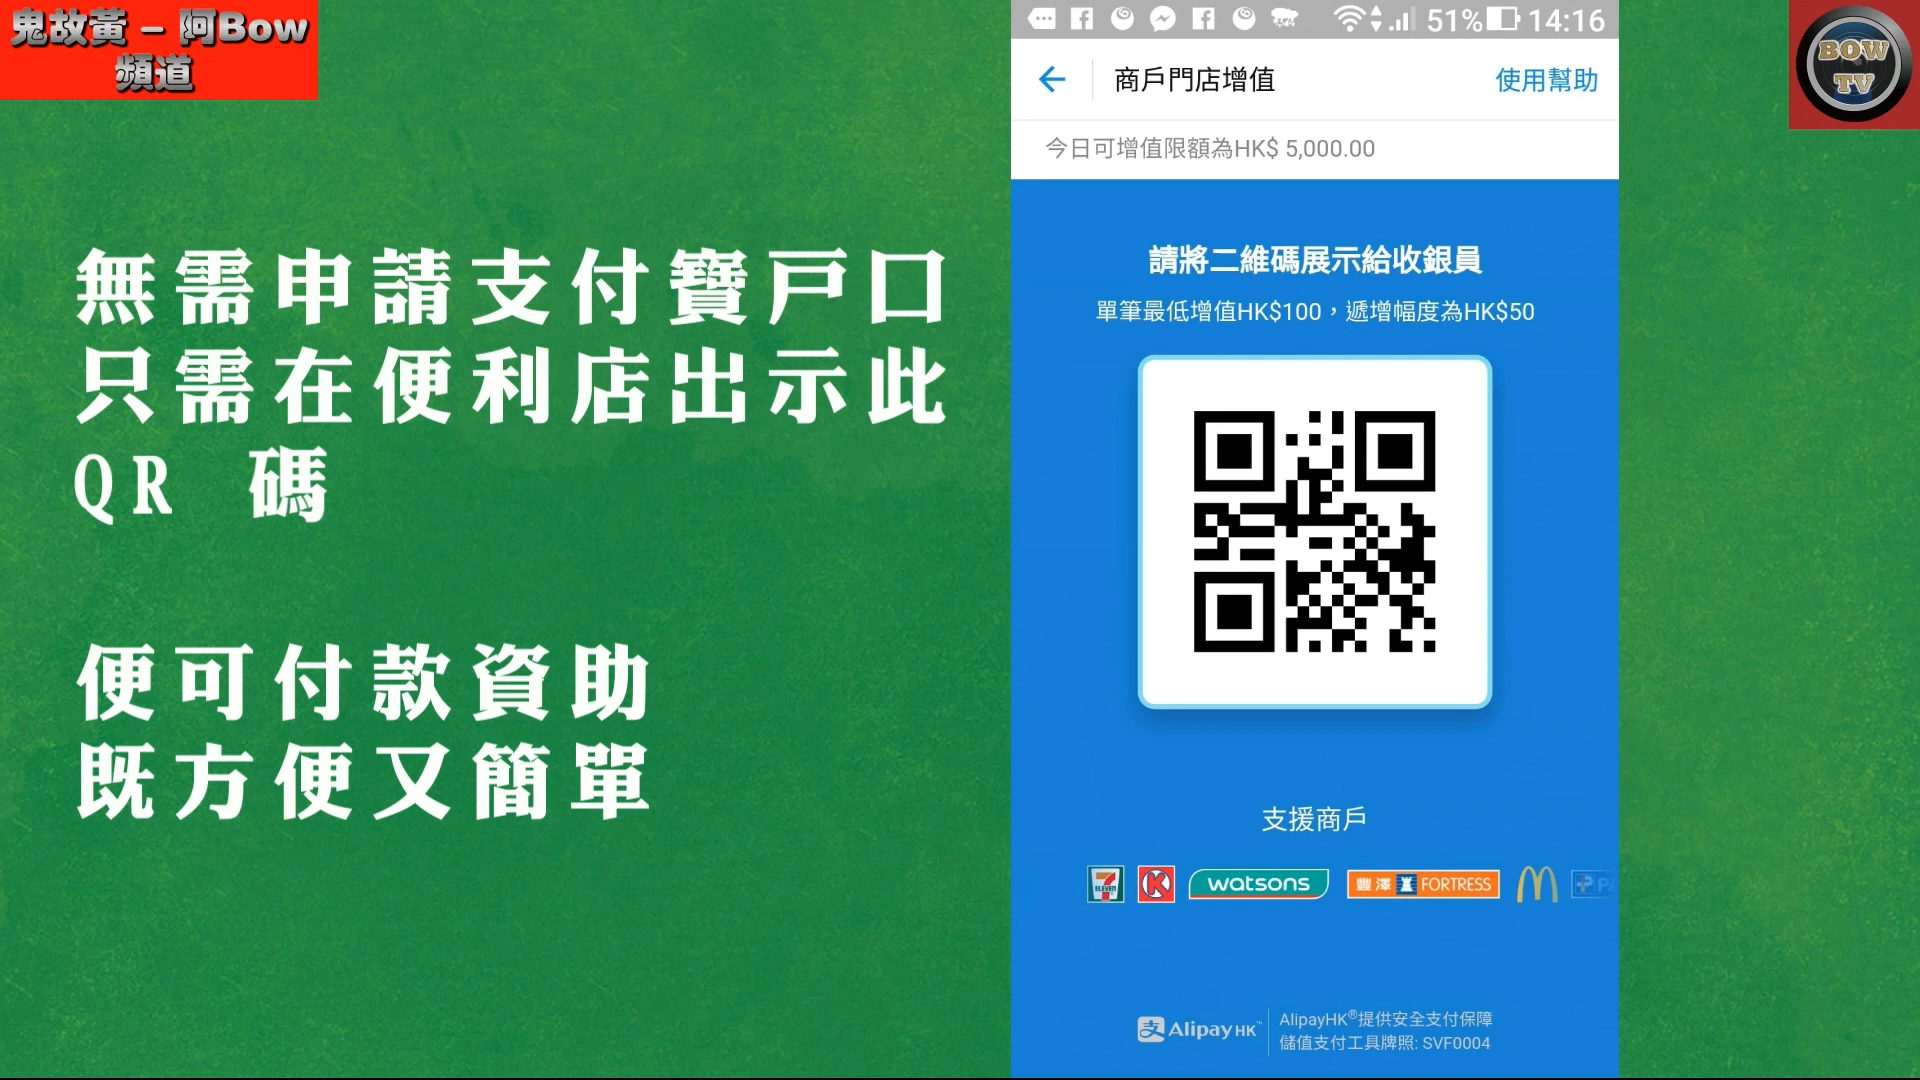 鬼故黃 – 阿Bow
頻道
無需申請支付寶戶口
只需在便利店出示此
QR 碼
便可付款資助
既方便又簡單
51% 14:16
商戶門店增值
使用幫助
今日可增值限額為HK$ 5,000.00
請將二維碼展示給收銀員
單筆最低增值HK$100，遞增幅度為HK$50
支援商戶
7 ELEVEN
K
watsons
豐澤 FORTRESS
支 Alipay HK™
AlipayHK®提供安全支付保障
儲值支付工具牌照: SVF0004
BOW
TV